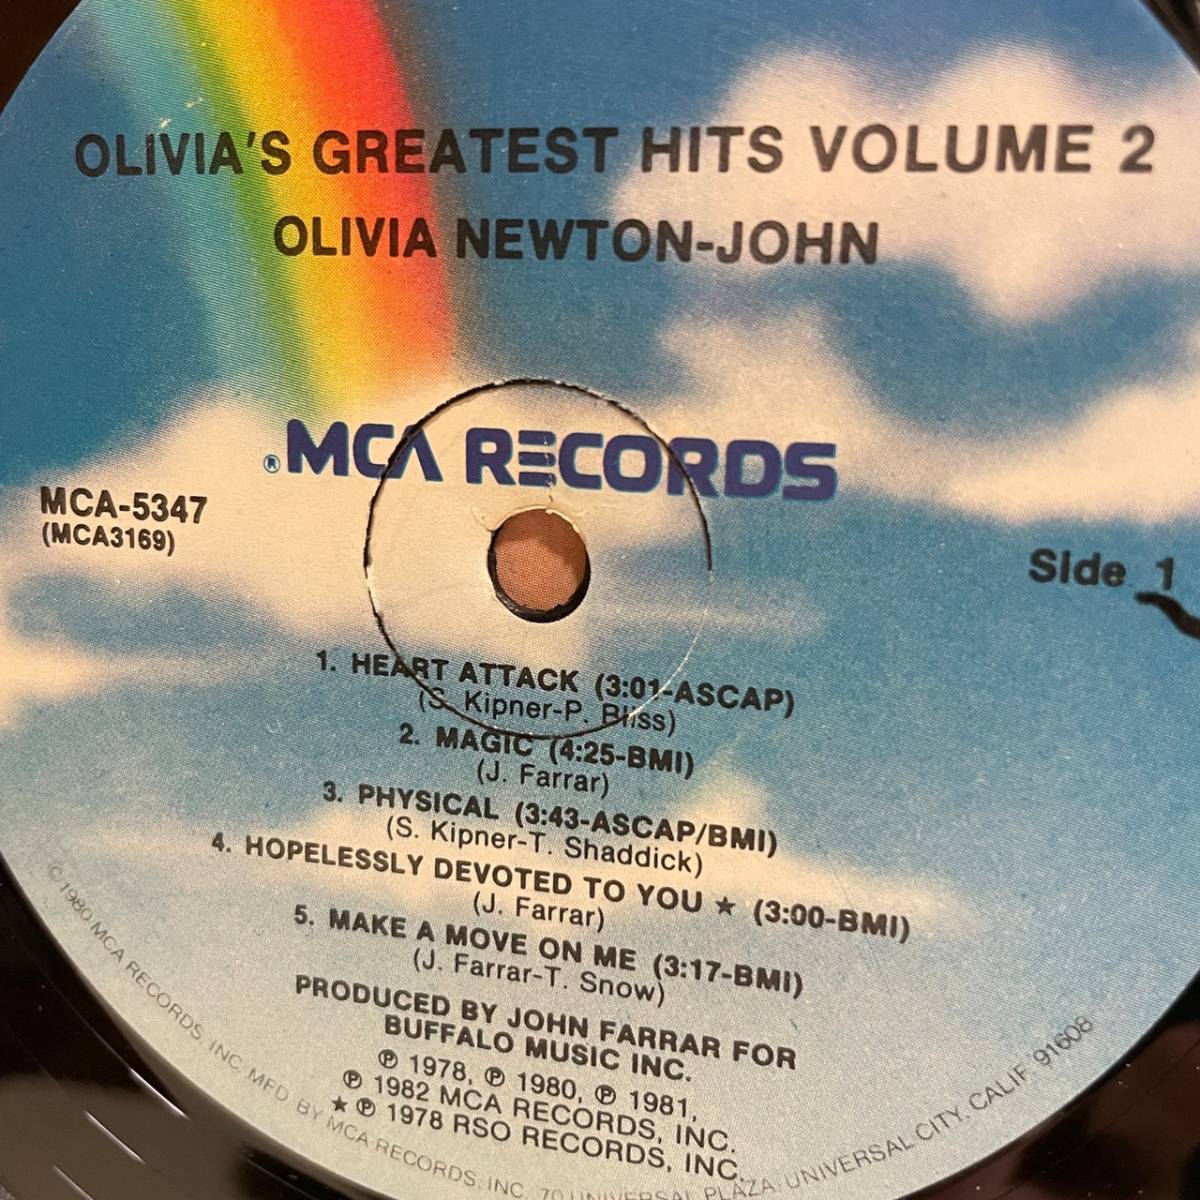 OLIVIA'S GREATEST HITS VOLUME 2
OLIVIA NEWTON-JOHN
® MCA RECORDS
MCA-5347
(MCA3169)
Side 1
1. HEART ATTACK (3:01-ASCAP)
(S. Kipner-P. Bliss)
2. MAGIC (4:25-BMI)
(J. Farrar)
3. PHYSICAL (3:43-ASCAP/BMI)
(S. Kipner-T. Shaddick)
4. HOPELESSLY DEVOTED TO YOU ★ (3:00-BMI)
(J. Farrar)
5. MAKE A MOVE ON ME (3:17-BMI)
(J. Farrar-T. Snow)
PRODUCED BY JOHN FARRAR FOR
BUFFALO MUSIC INC.
℗ 1978, ℗ 1980, ℗ 1981,
℗ 1982 MCA RECORDS, INC.
★ ℗ 1978 RSO RECORDS, INC.
© 1980 MCA RECORDS, INC. MFD BY MCA RECORDS, INC. 70 UNIVERSAL PLAZA, UNIVERSAL CITY, CALIF 91608